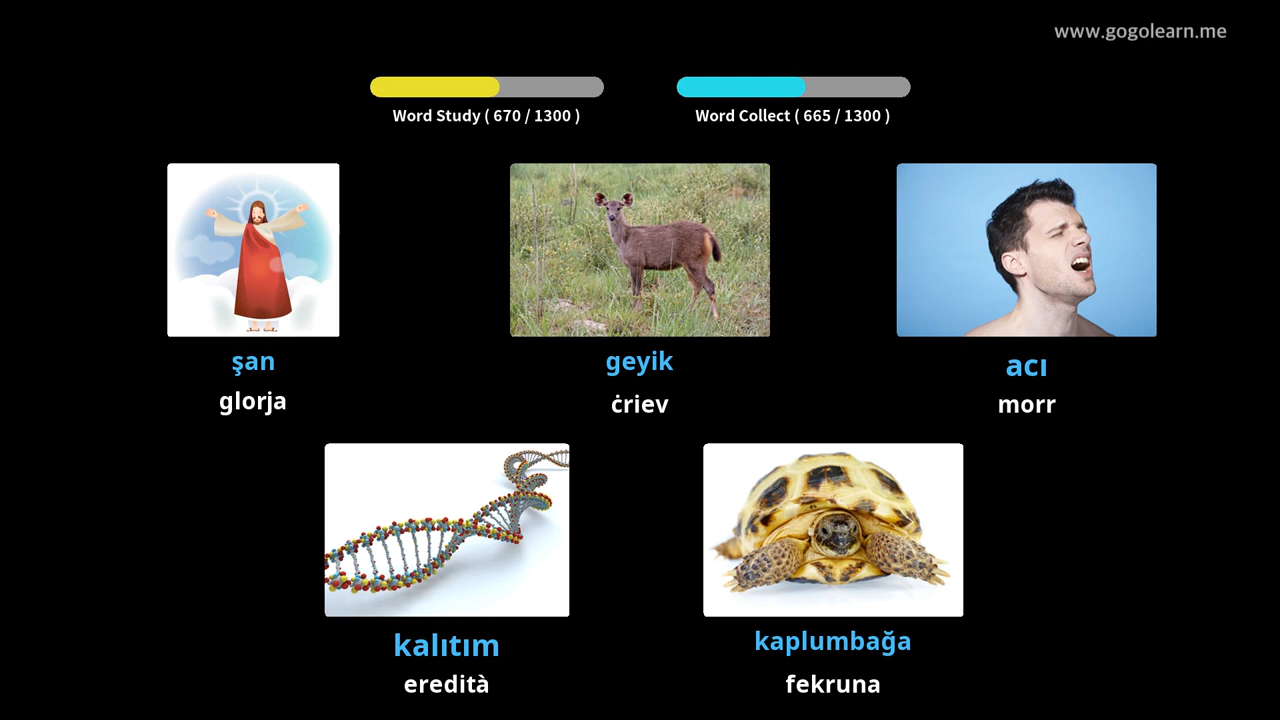 www.gogolearn.me
Word Study ( 670 / 1300 )
Word Collect ( 665 / 1300 )
şan
geyik
acı
glorja
ċriev
morr
kalıtım
kaplumbağa
eredità
fekruna